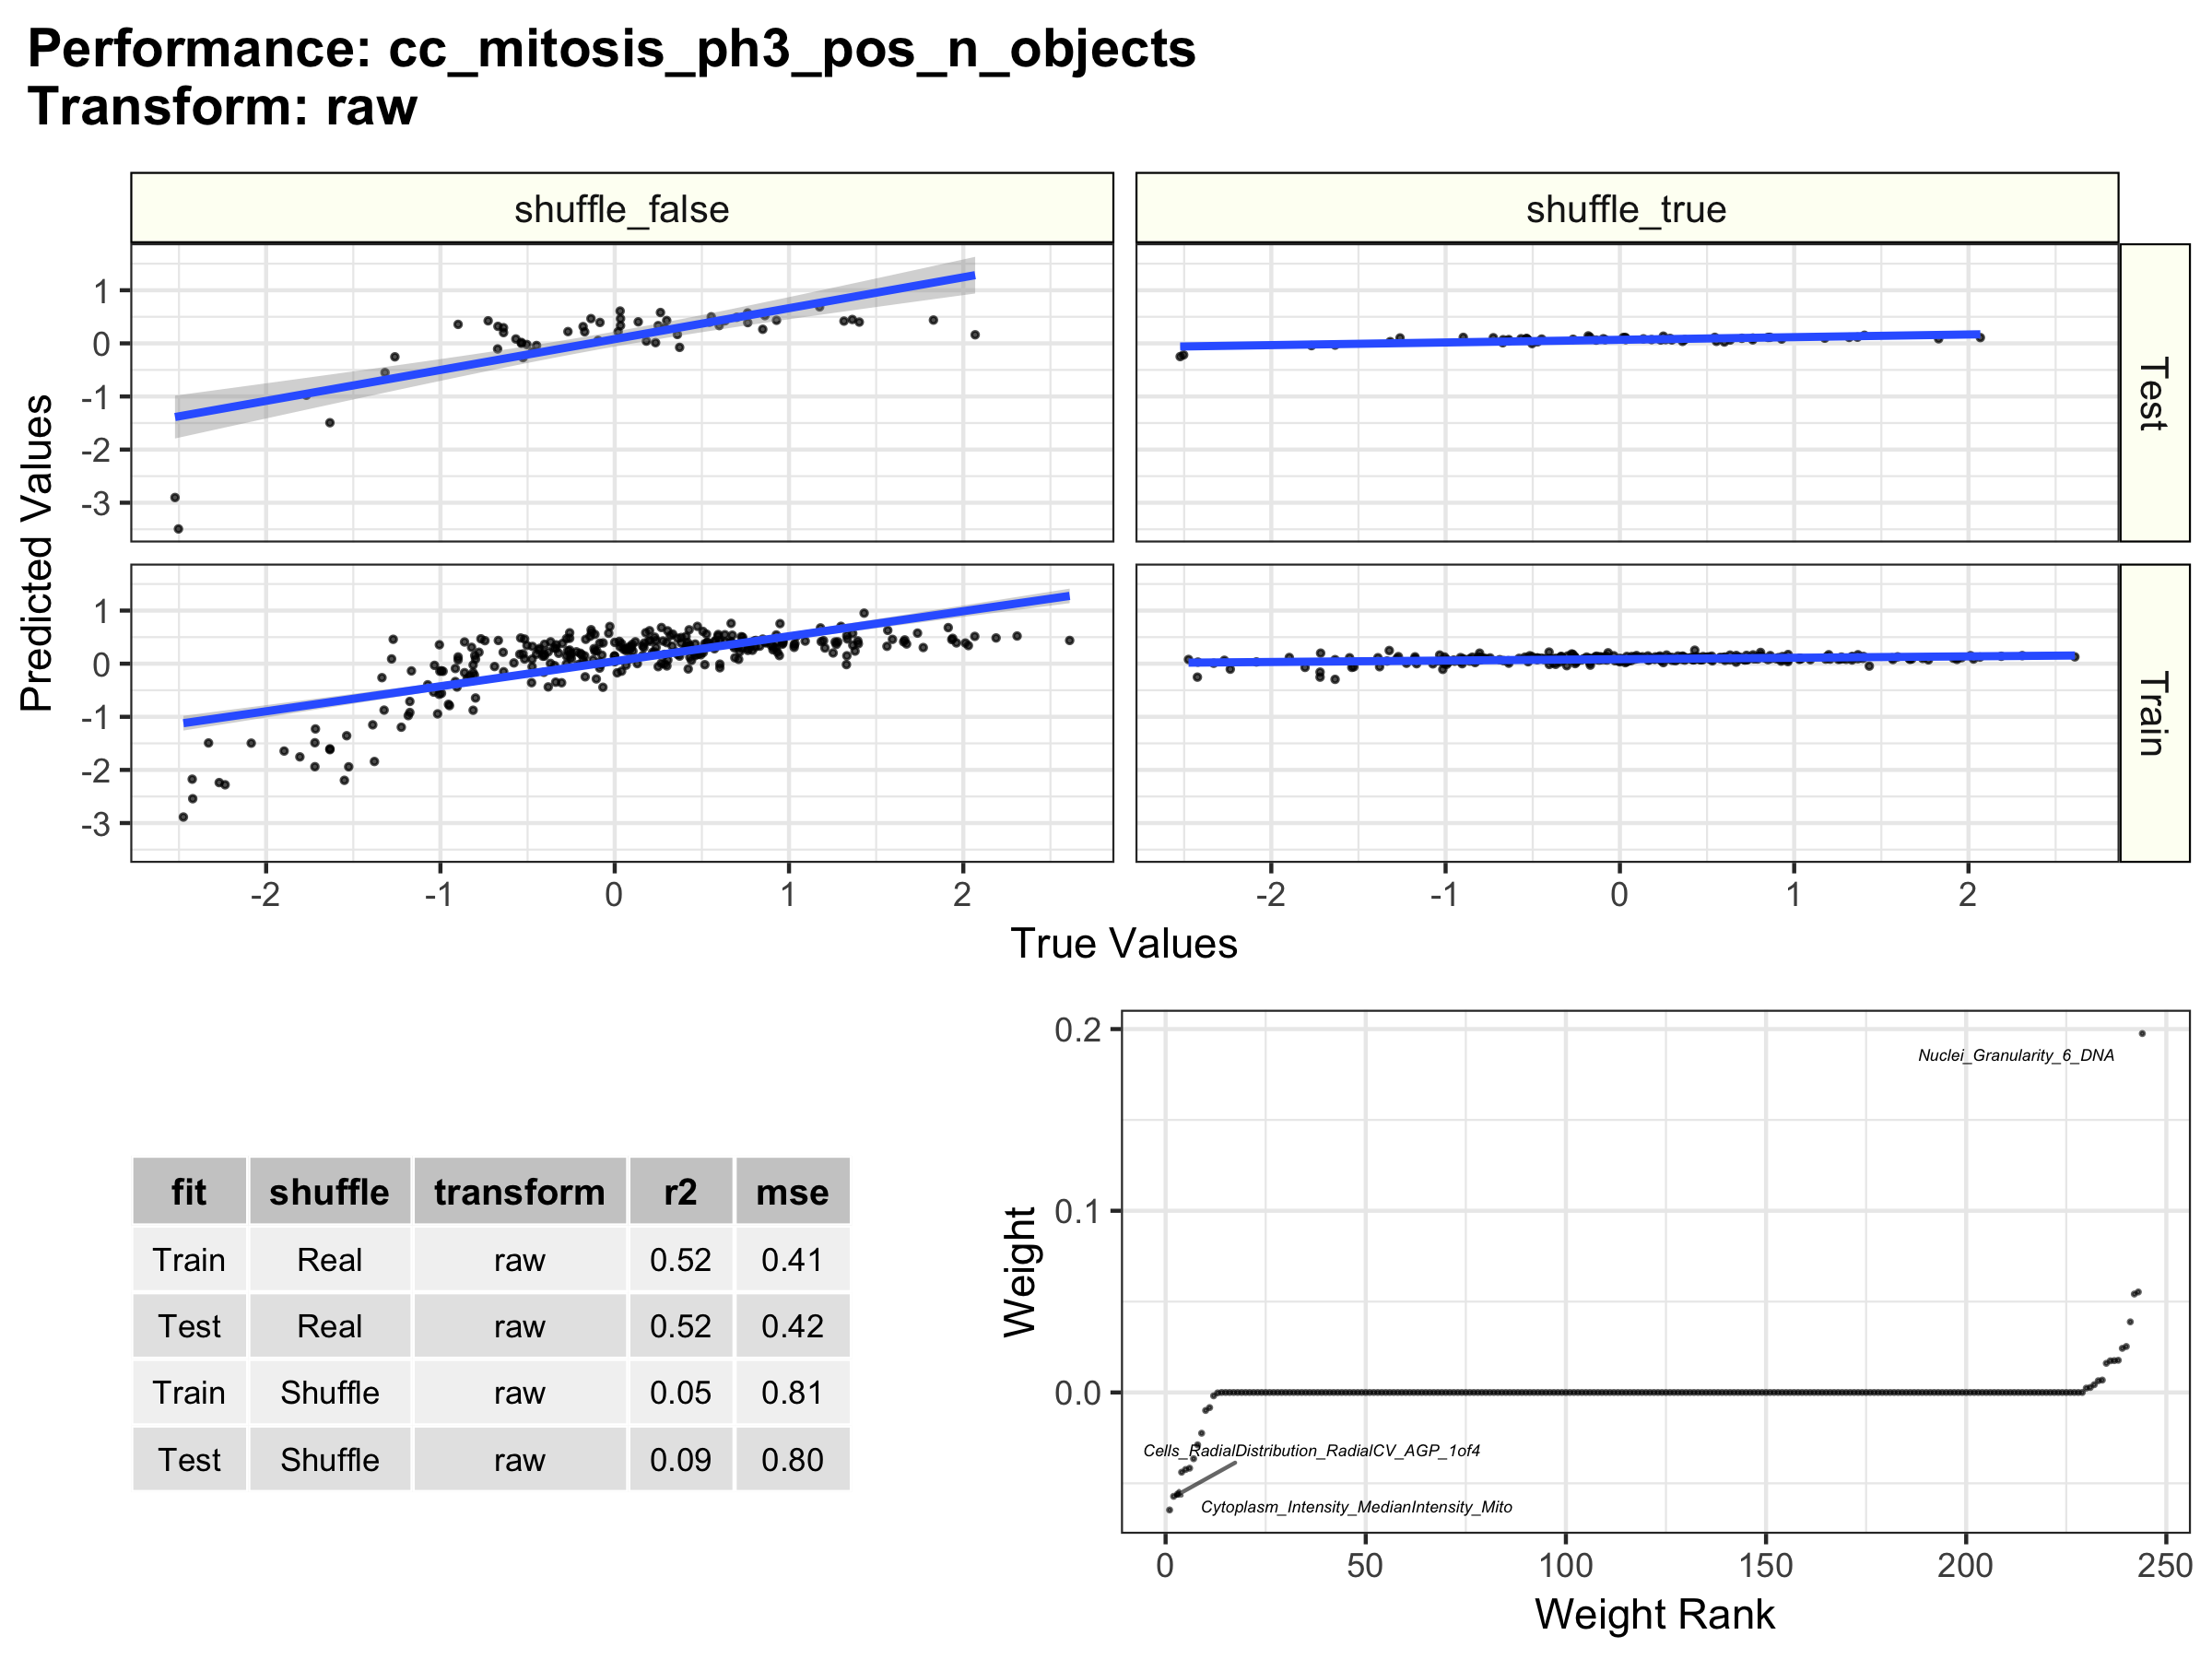 Performance: cc_mitosis_ph3_pos_n_objects
Transform: raw
shuffle_false
shuffle_true
Predicted Values
1
0
-1
-2
-3
Test
1
0
-1
-2
-3
Train
-2 -1 0 1 2
-2 -1 0 1 2
True Values
fit shuffle transform r2 mse
Train Real raw 0.52 0.41
Test Real raw 0.52 0.42
Train Shuffle raw 0.05 0.81
Test Shuffle raw 0.09 0.80
Weight
0.2
0.1
0.0
Nuclei_Granularity_6_DNA
Cells_RadialDistribution_RadialCV_AGP_1of4
Cytoplasm_Intensity_MedianIntensity_Mito
0 50 100 150 200 250
Weight Rank